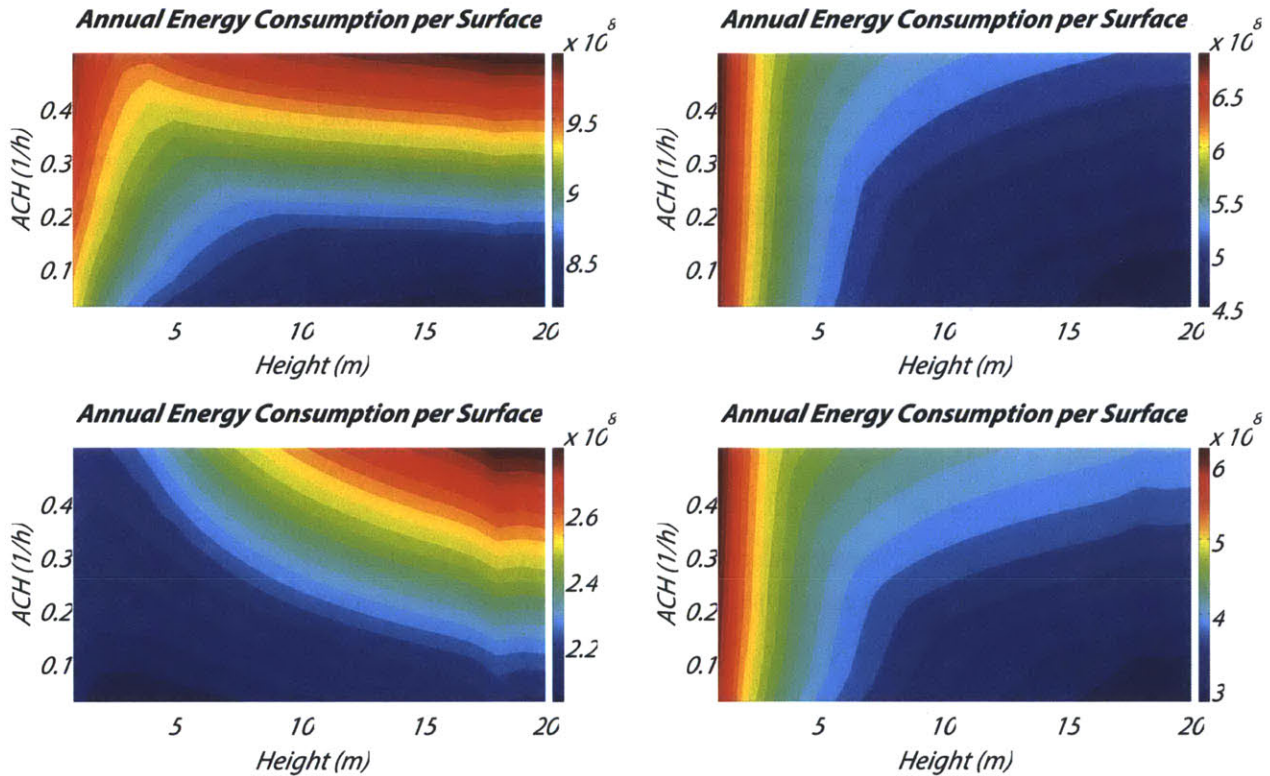 Annual Energy Consumption per Surface
x 10^8
9.5
9
8.5
0.4
0.3
0.2
0.1
ACH (1/h)
5
10
15
20
Height (m)
Annual Energy Consumption per Surface
x 10^8
6.5
6
5.5
5
4.5
0.4
0.3
0.2
0.1
ACH (1/h)
5
10
15
20
Height (m)
Annual Energy Consumption per Surface
x 10^8
2.6
2.4
2.2
0.4
0.3
0.2
0.1
ACH (1/h)
5
10
15
20
Height (m)
Annual Energy Consumption per Surface
x 10^8
6
5
4
3
0.4
0.3
0.2
0.1
ACH (1/h)
5
10
15
20
Height (m)